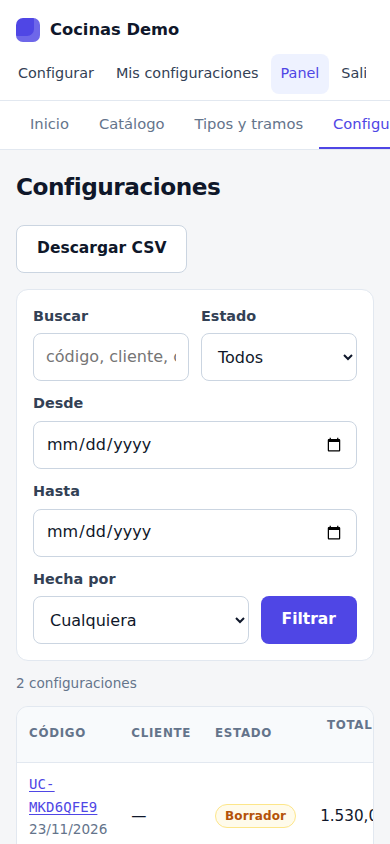 Cocinas Demo
Configurar Mis configuraciones Panel Sali
Inicio Catálogo Tipos y tramos Configu
Configuraciones
Descargar CSV
Buscar Estado
código, cliente, c Todos
Desde
mm/dd/yyyy
Hasta
mm/dd/yyyy
Hecha por
Cualquiera Filtrar
2 configuraciones
CÓDIGO CLIENTE ESTADO TOTAL
UC-
MKD6QFE9
23/11/2026 — Borrador 1.530,0